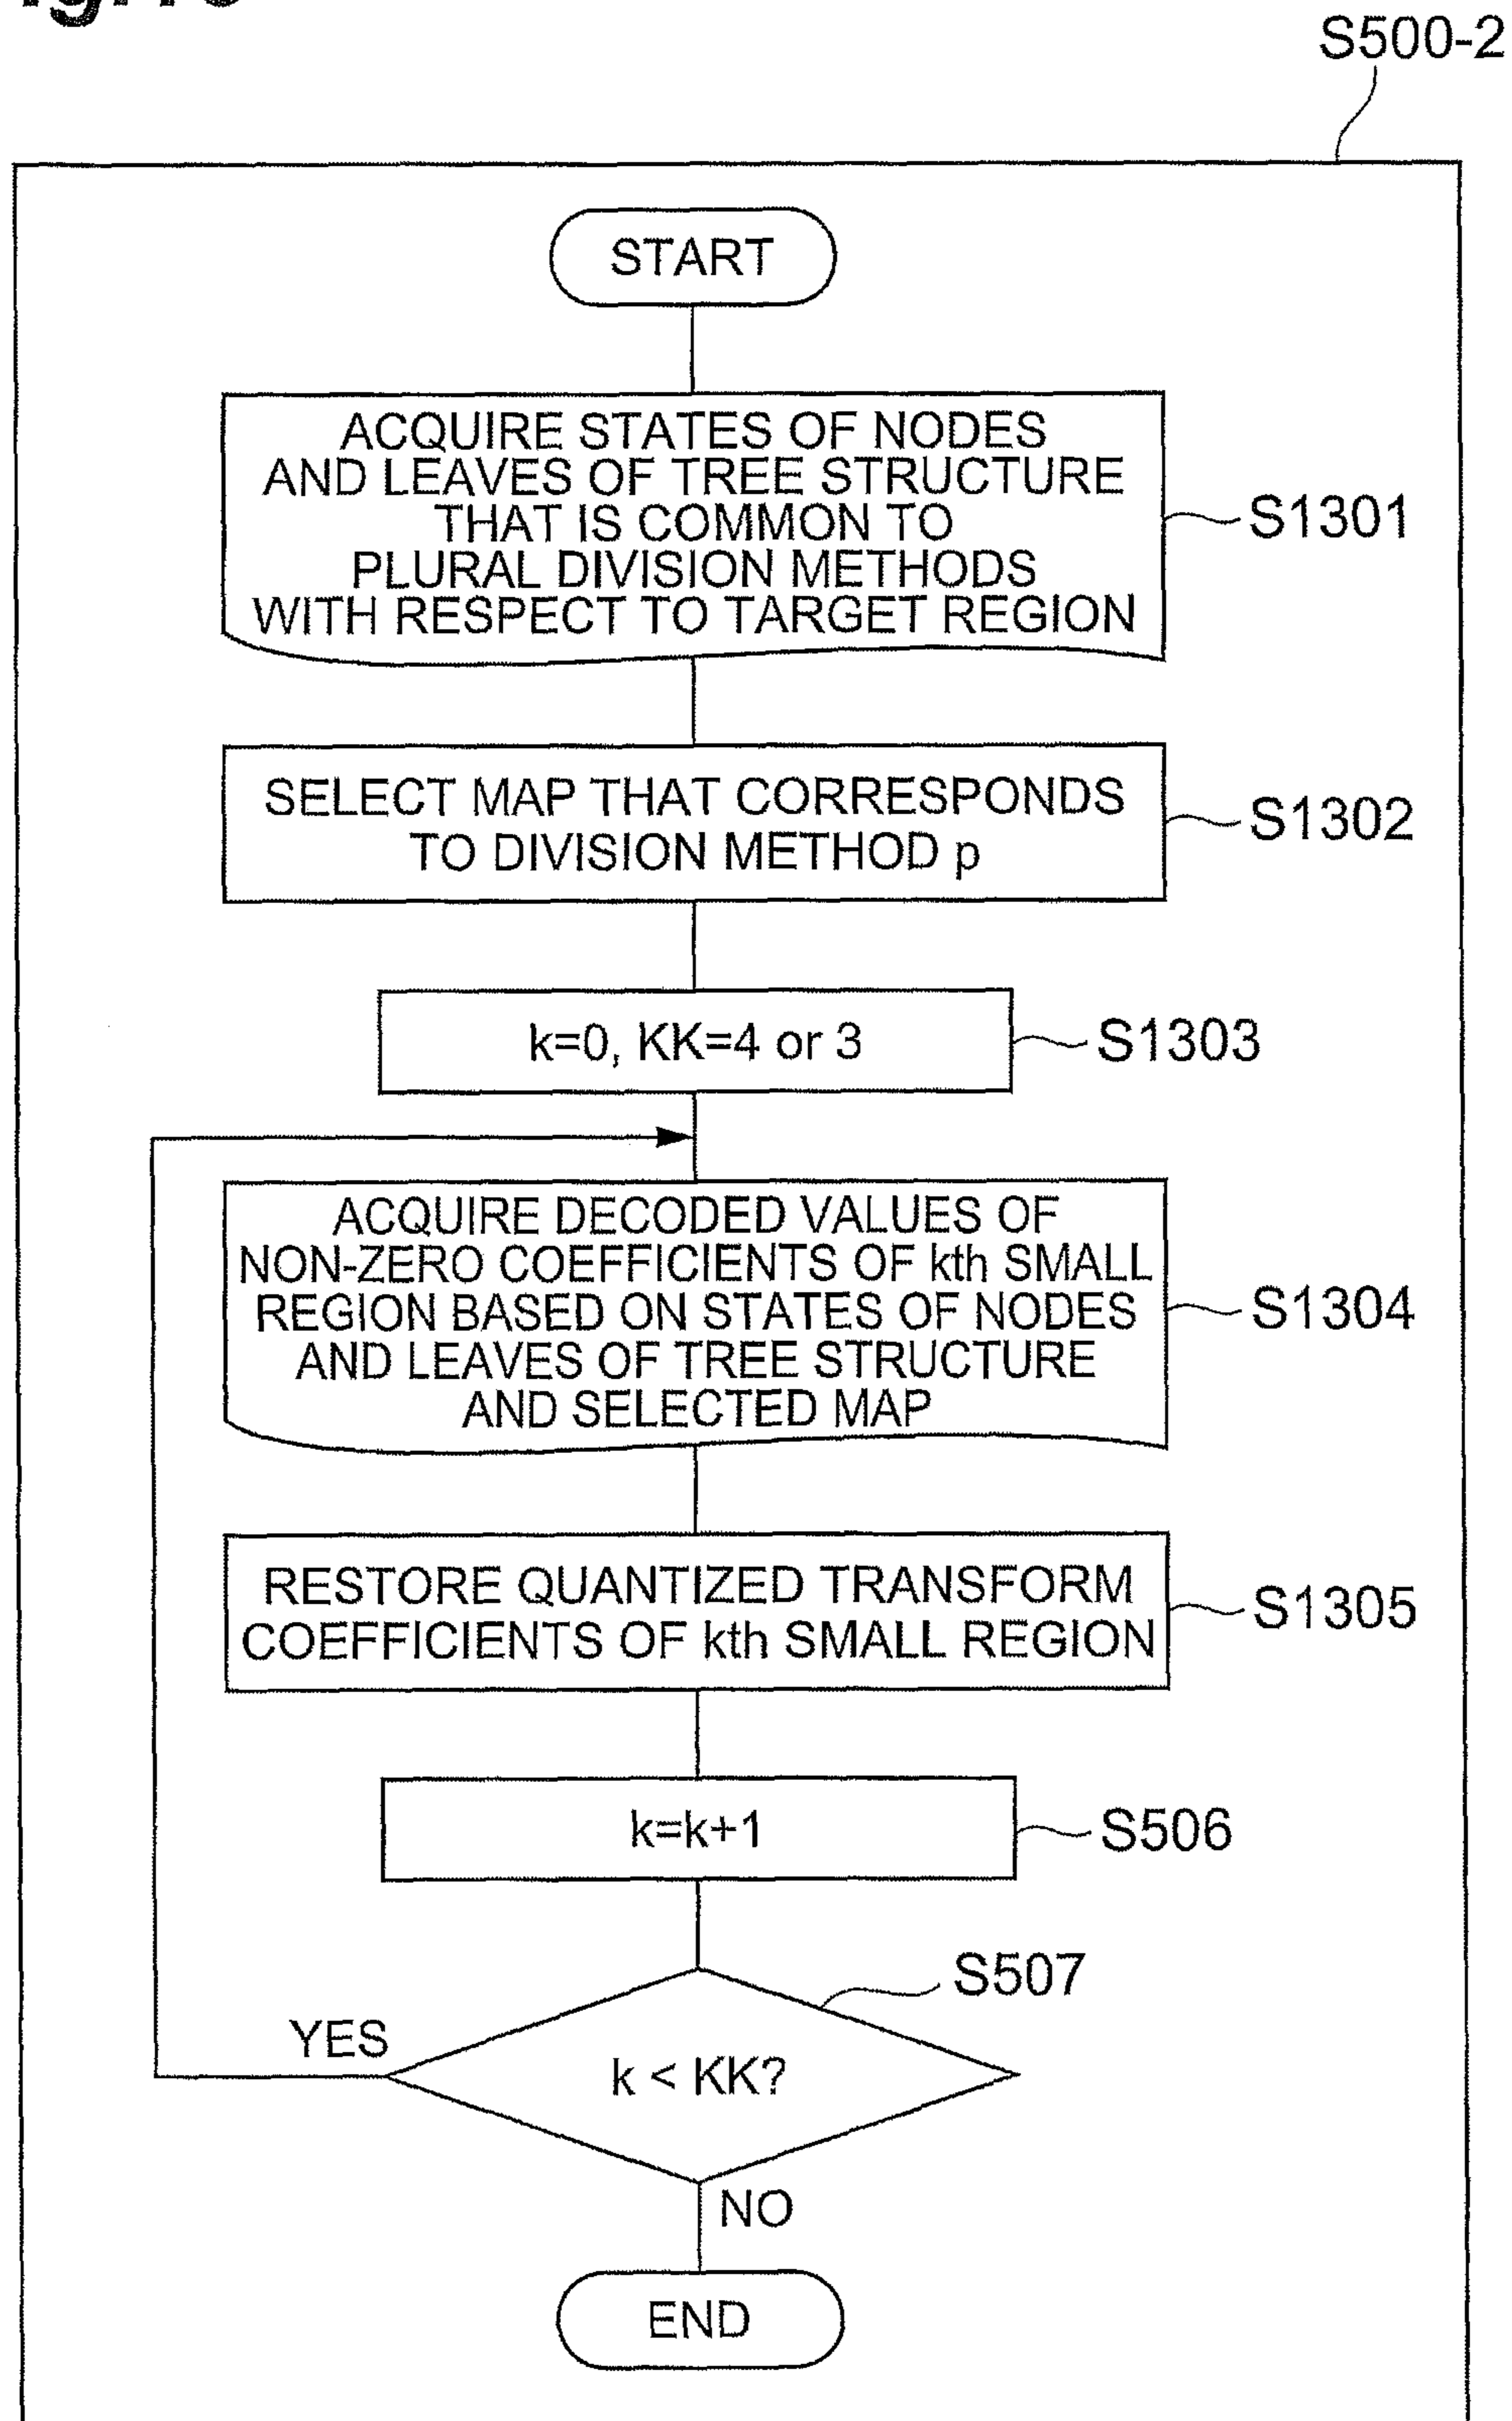 S500-2
START
ACQUIRE STATES OF NODES
AND LEAVES OF TREE STRUCTURE
THAT IS COMMON TO
PLURAL DIVISION METHODS
WITH RESPECT TO TARGET REGION
S1301
SELECT MAP THAT CORRESPONDS
TO DIVISION METHOD p
S1302
k=0, KK=4 or 3
S1303
ACQUIRE DECODED VALUES OF
NON-ZERO COEFFICIENTS OF kth SMALL
REGION BASED ON STATES OF NODES
AND LEAVES OF TREE STRUCTURE
AND SELECTED MAP
S1304
RESTORE QUANTIZED TRANSFORM
COEFFICIENTS OF kth SMALL REGION
S1305
k=k+1
S506
S507
YES
k < KK?
NO
END